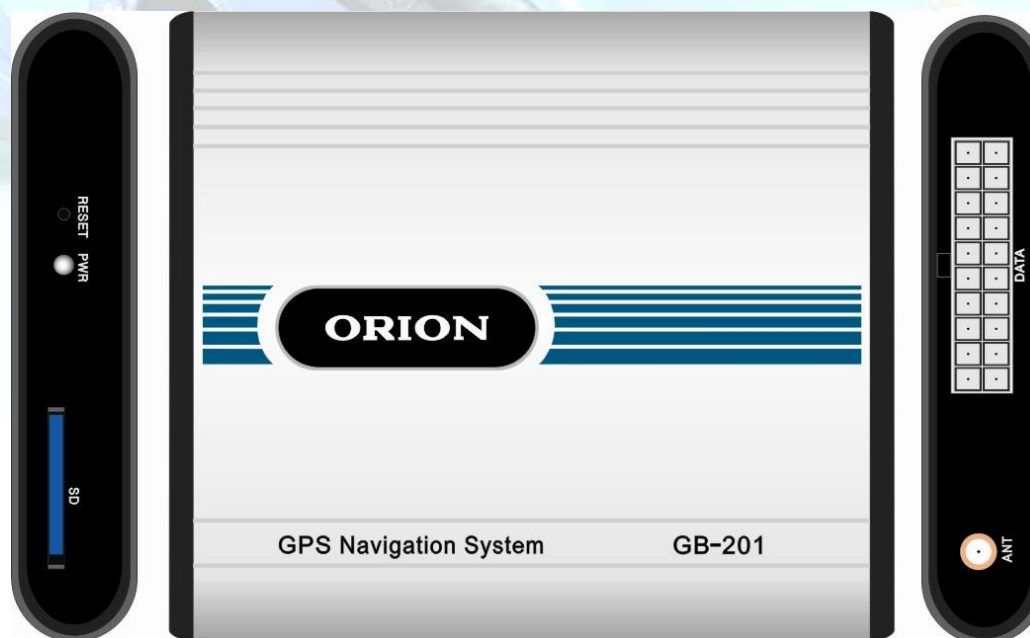 RESET
PWR
SD
ORION
GPS Navigation System GB-201
DATA
ANT